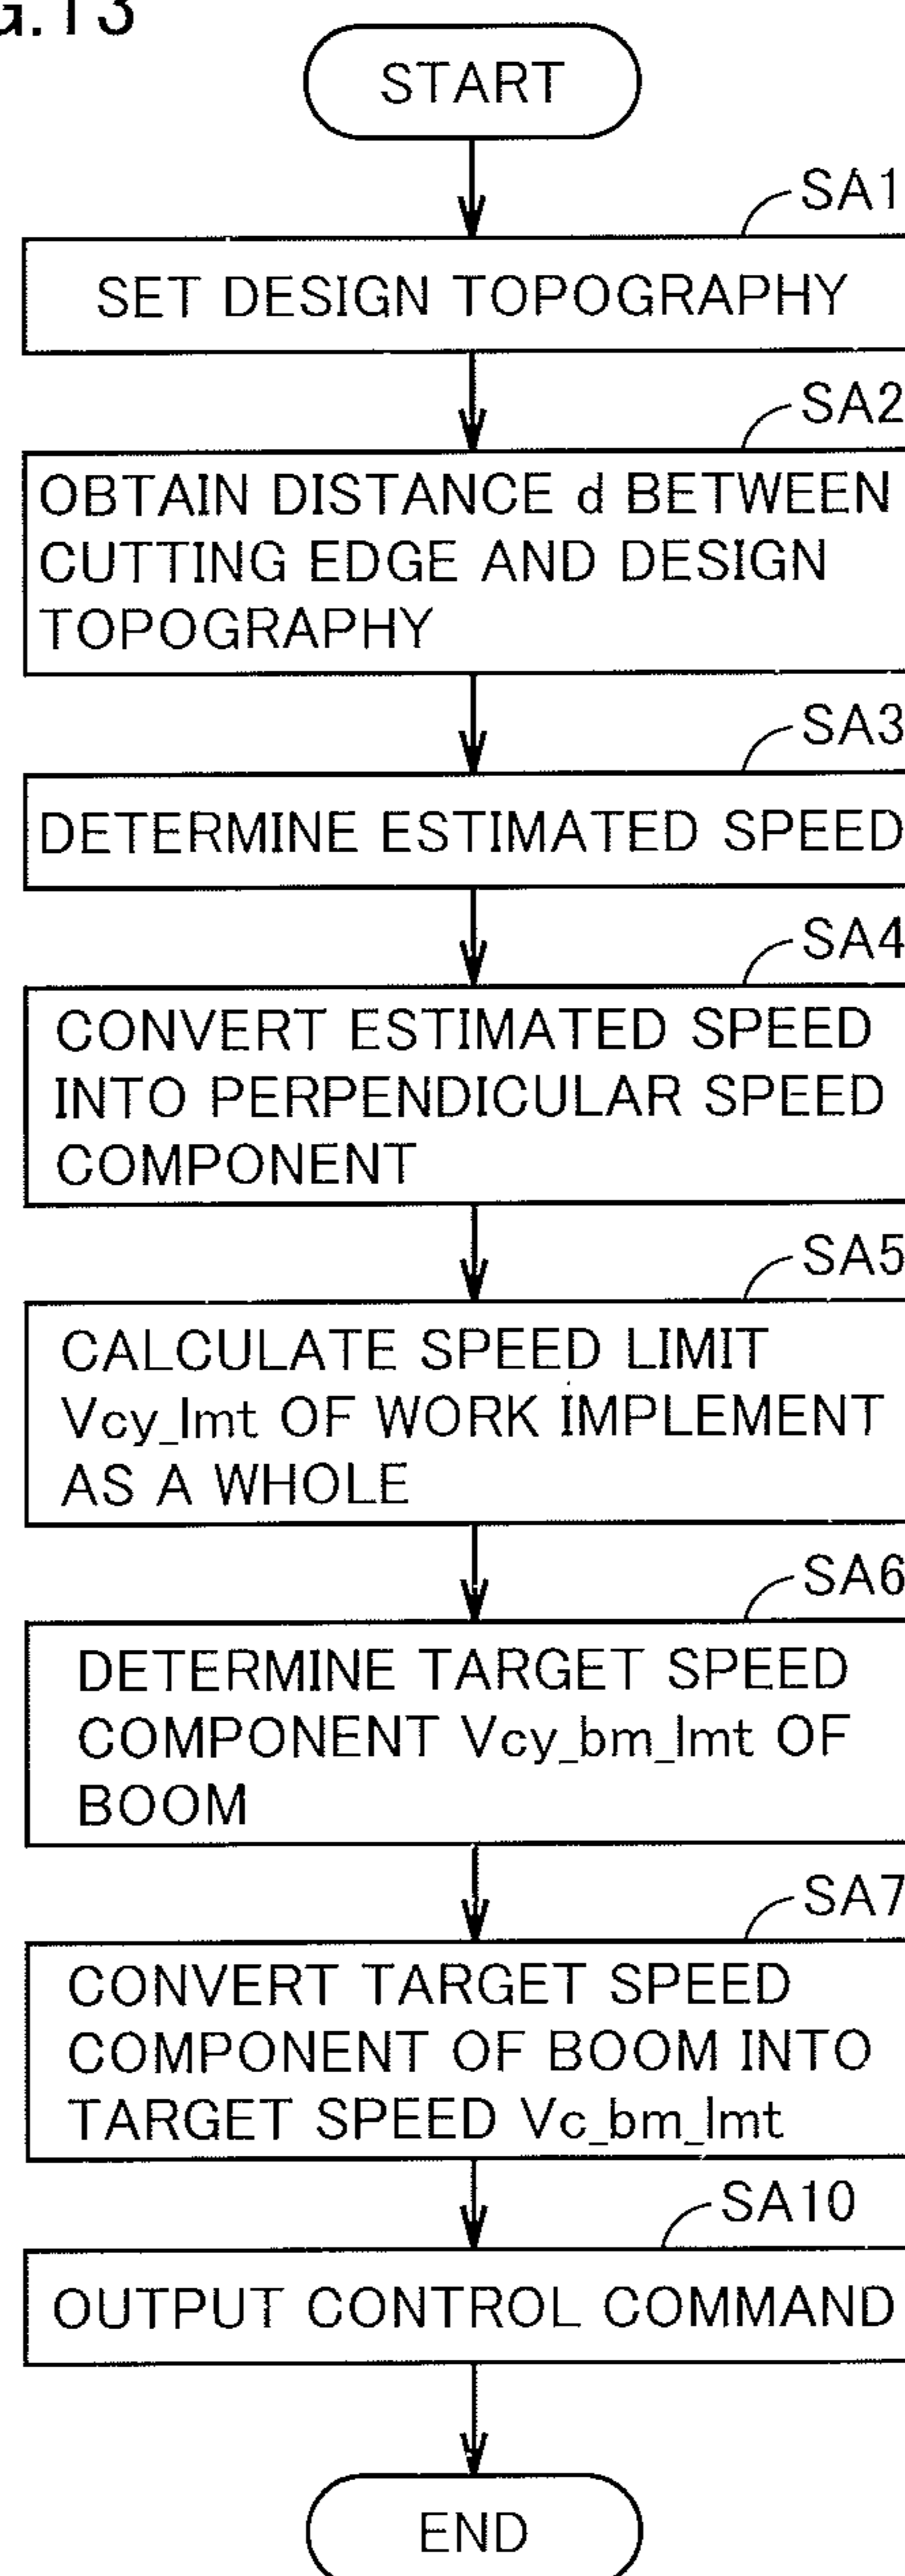 G.13
START
SA1
SET DESIGN TOPOGRAPHY
SA2
OBTAIN DISTANCE d BETWEEN
CUTTING EDGE AND DESIGN
TOPOGRAPHY
SA3
DETERMINE ESTIMATED SPEED
SA4
CONVERT ESTIMATED SPEED
INTO PERPENDICULAR SPEED
COMPONENT
SA5
CALCULATE SPEED LIMIT
Vcy_lmt OF WORK IMPLEMENT
AS A WHOLE
SA6
DETERMINE TARGET SPEED
COMPONENT Vcy_bm_lmt OF
BOOM
SA7
CONVERT TARGET SPEED
COMPONENT OF BOOM INTO
TARGET SPEED Vc_bm_lmt
SA10
OUTPUT CONTROL COMMAND
END